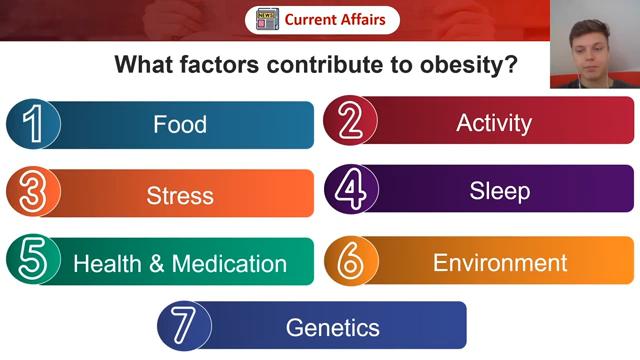 NEWS
Current Affairs
What factors contribute to obesity?
1 Food
2 Activity
3 Stress
4 Sleep
5 Health & Medication
6 Environment
7 Genetics